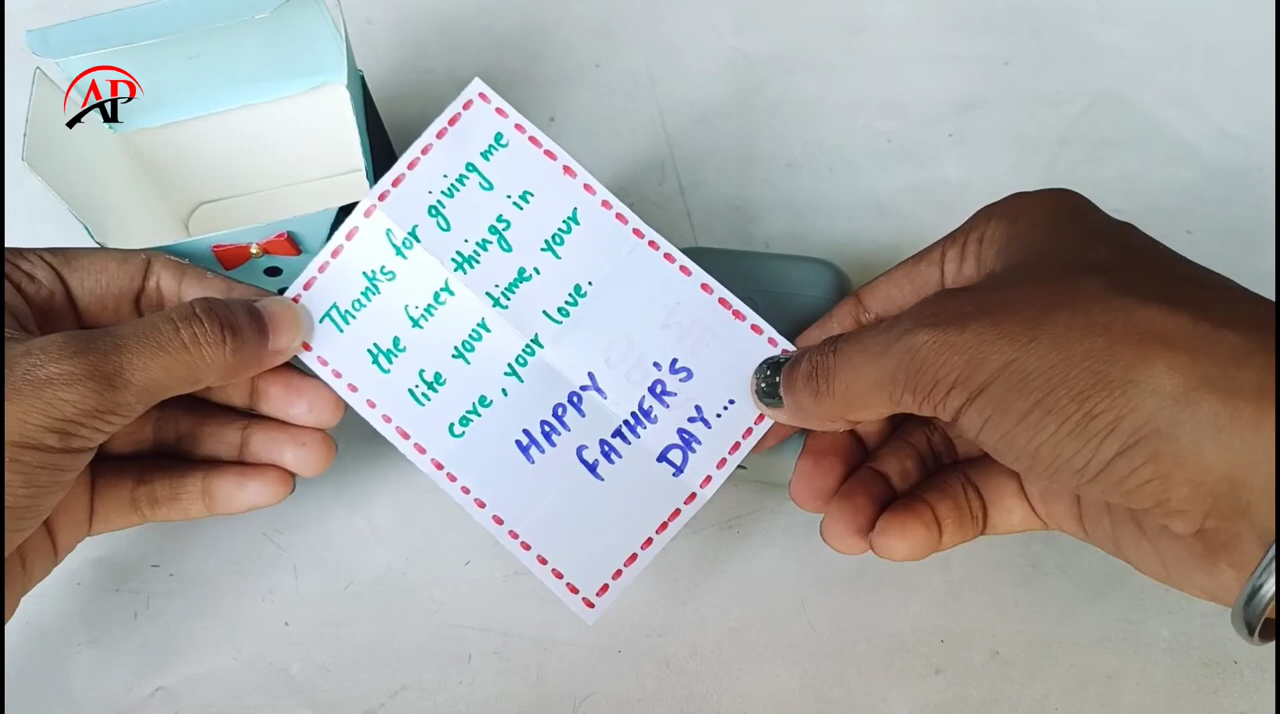 AP
Thanks for giving me
the finer things in
life your time, your
care, your love.
HAPPY
FATHER'S
DAY...